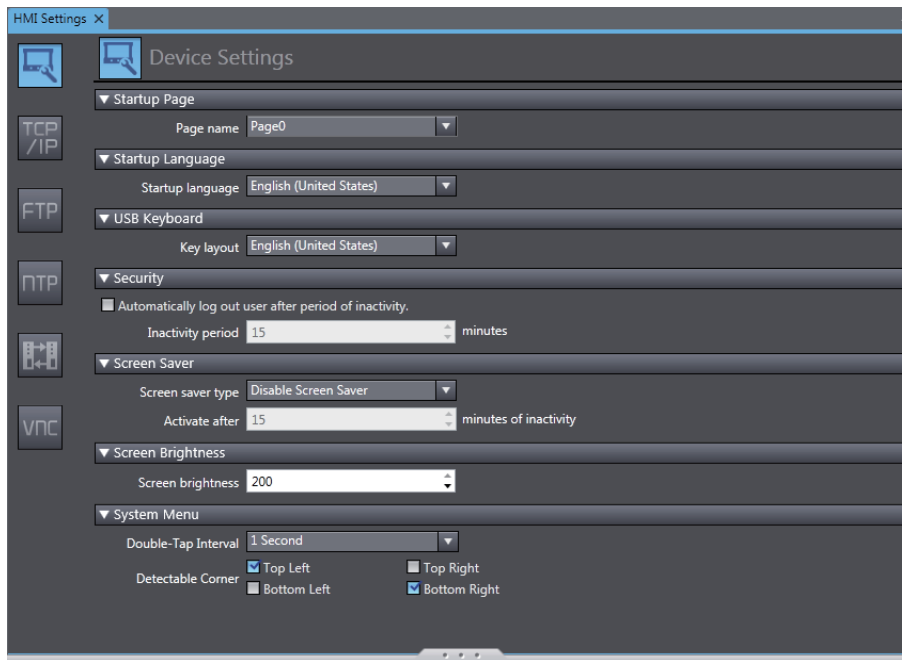 HMI Settings
Device Settings
Startup Page
Page name Page0
TCP
/IP
Startup Language
Startup language English (United States)
FTP
USB Keyboard
Key layout English (United States)
NTP
Security
Automatically log out user after period of inactivity.
Inactivity period 15 minutes
Screen Saver
Screen saver type Disable Screen Saver
Activate after 15 minutes of inactivity
VNC
Screen Brightness
Screen brightness 200
System Menu
Double-Tap Interval 1 Second
Detectable Corner
Top Left Top Right
Bottom Left Bottom Right